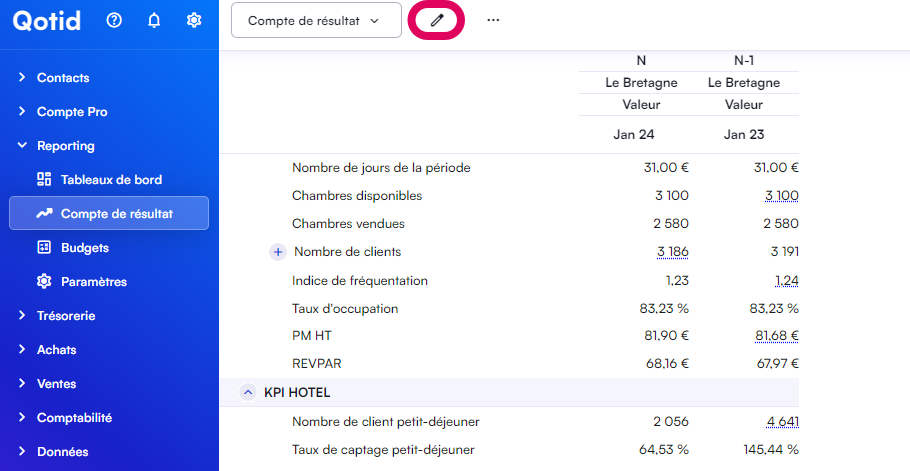 Qotid
Compte de résultat
...
Contacts
Compte Pro
Reporting
Tableaux de bord
Compte de résultat
Budgets
Paramètres
Trésorerie
Achats
Ventes
Comptabilité
Données
N N-1
Le Bretagne Le Bretagne
Valeur Valeur
Jan 24 Jan 23
Nombre de jours de la période 31,00 € 31,00 €
Chambres disponibles 3 100 3 100
Chambres vendues 2 580 2 580
+ Nombre de clients 3 186 3 191
Indice de fréquentation 1,23 1,24
Taux d'occupation 83,23 % 83,23 %
PM HT 81,90 € 81,68 €
REVPAR 68,16 € 67,97 €
KPI HOTEL
Nombre de client petit-déjeuner 2 056 4 641
Taux de captage petit-déjeuner 64,53 % 145,44 %